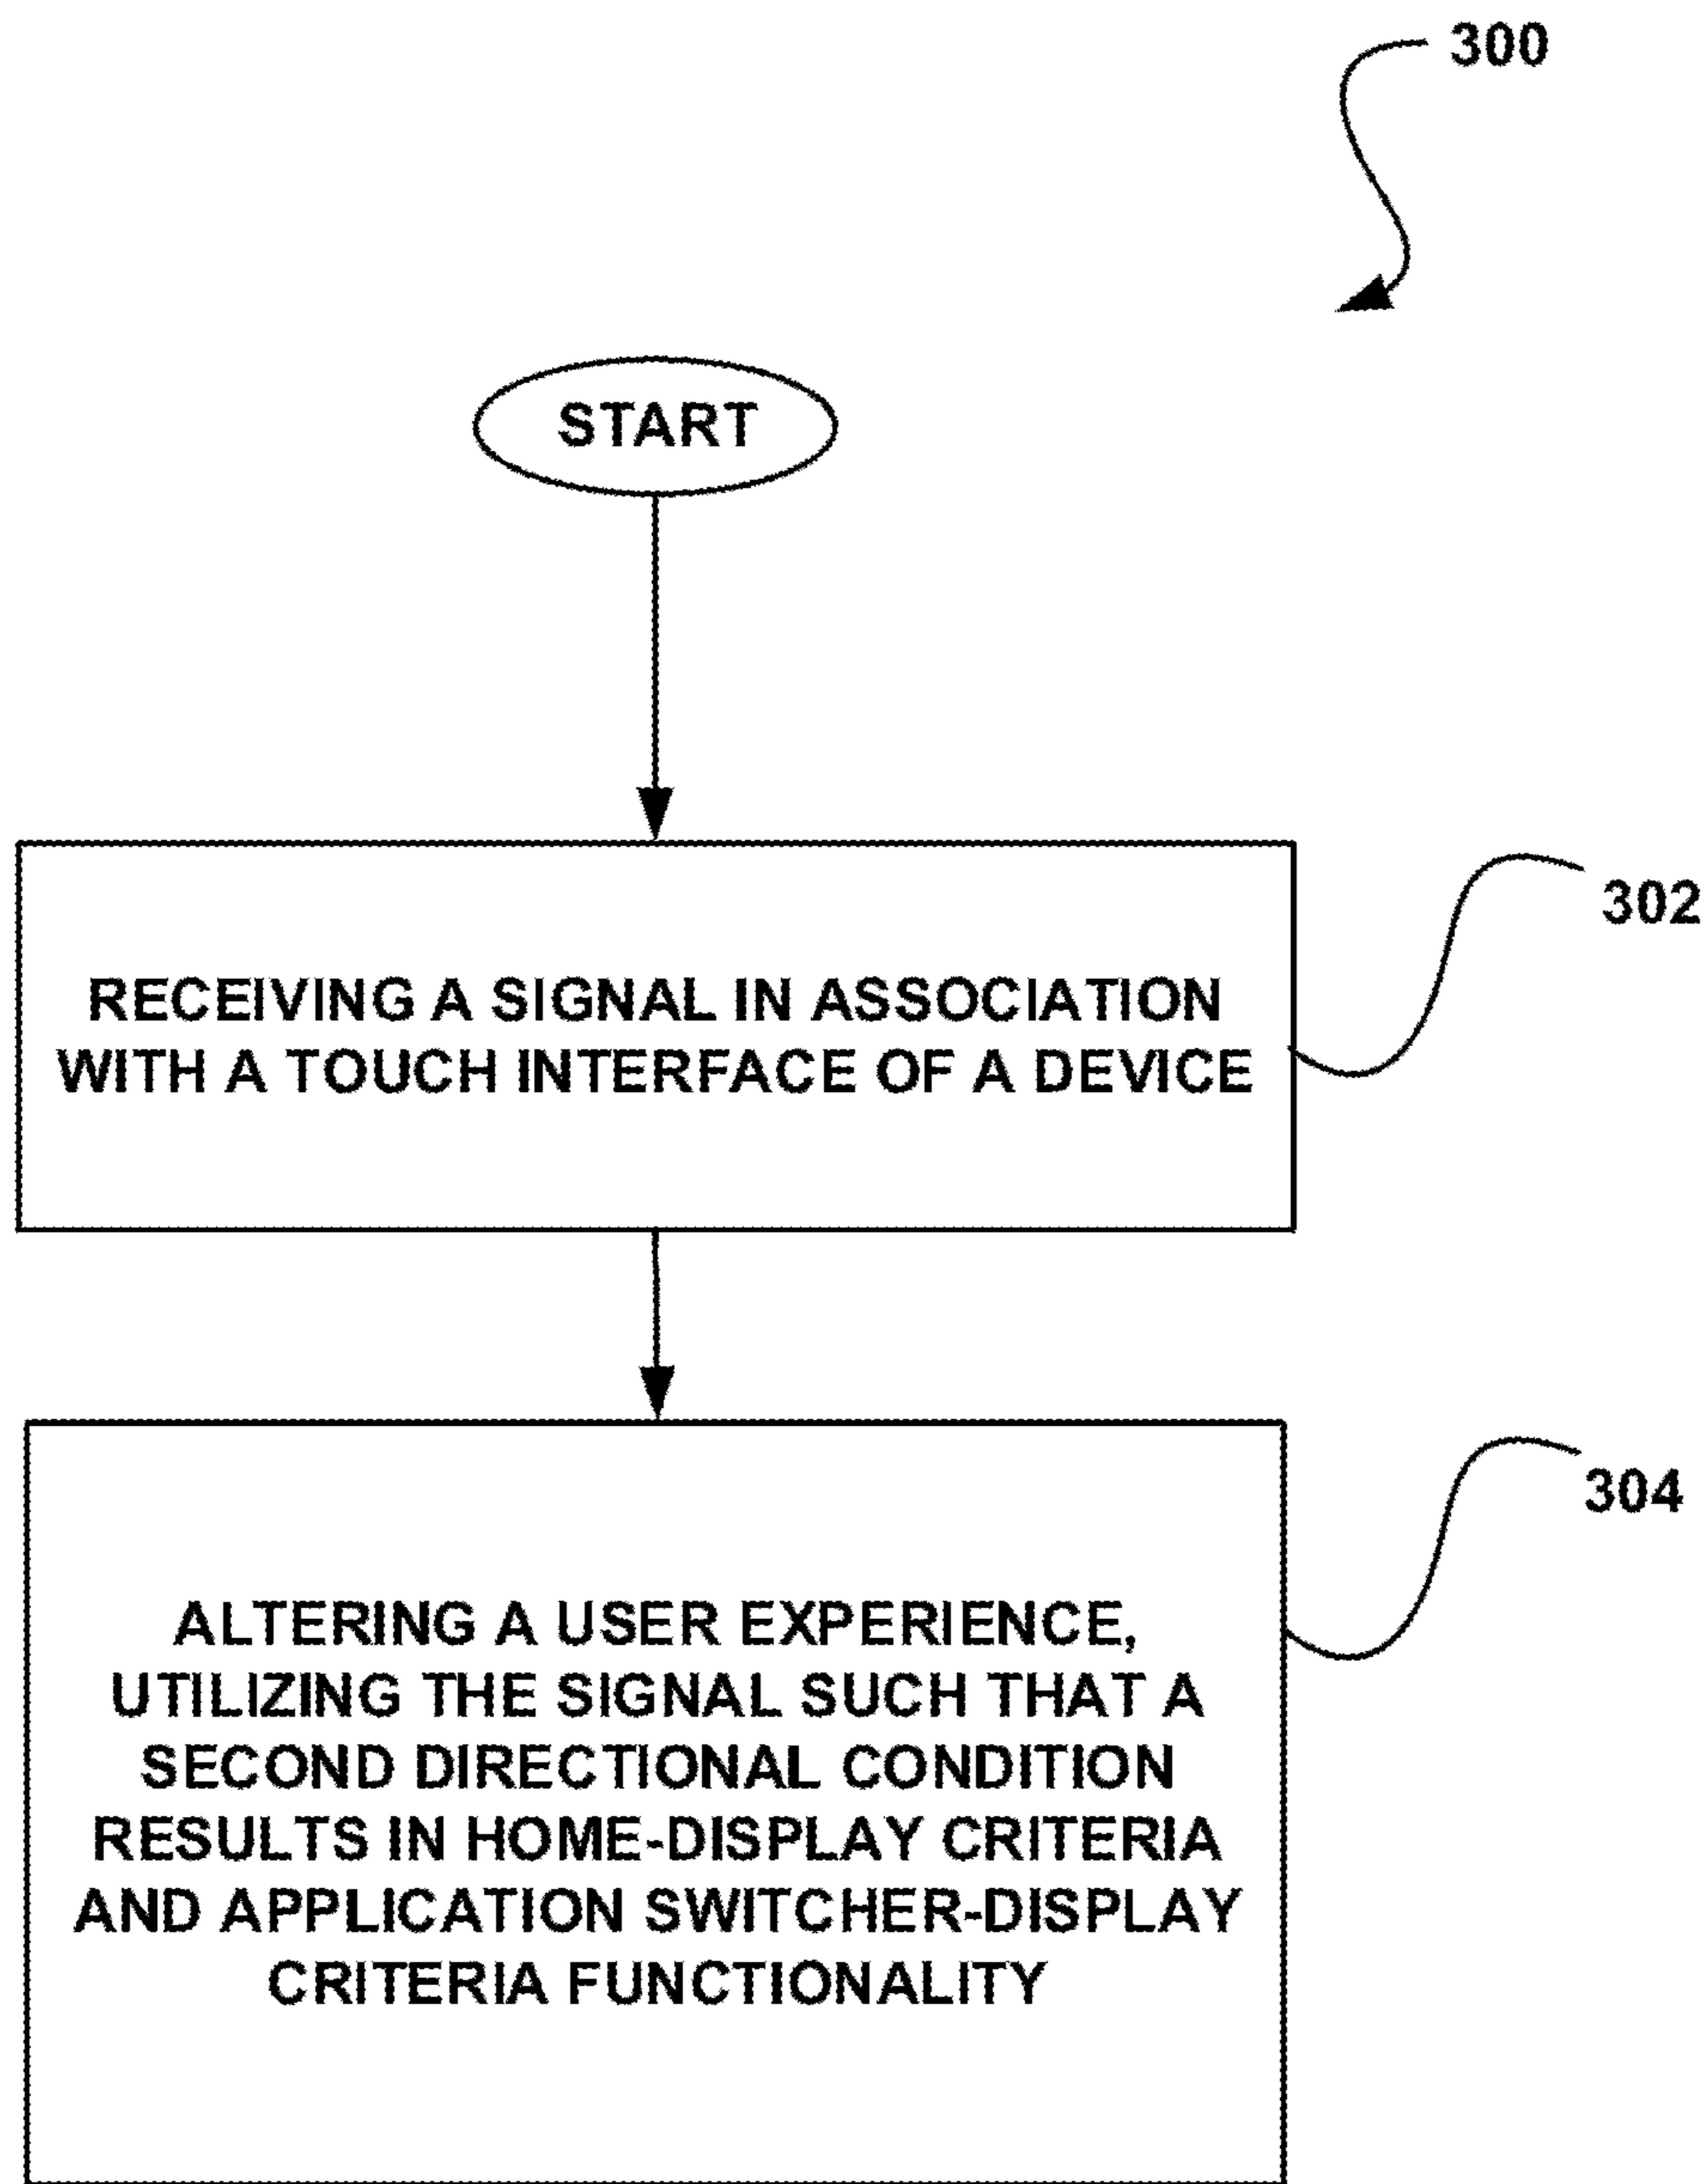 300
START
RECEIVING A SIGNAL IN ASSOCIATION
WITH A TOUCH INTERFACE OF A DEVICE
302
304
ALTERING A USER EXPERIENCE,
UTILIZING THE SIGNAL SUCH THAT A
SECOND DIRECTIONAL CONDITION
RESULTS IN HOME-DISPLAY CRITERIA
AND APPLICATION SWITCHER-DISPLAY
CRITERIA FUNCTIONALITY